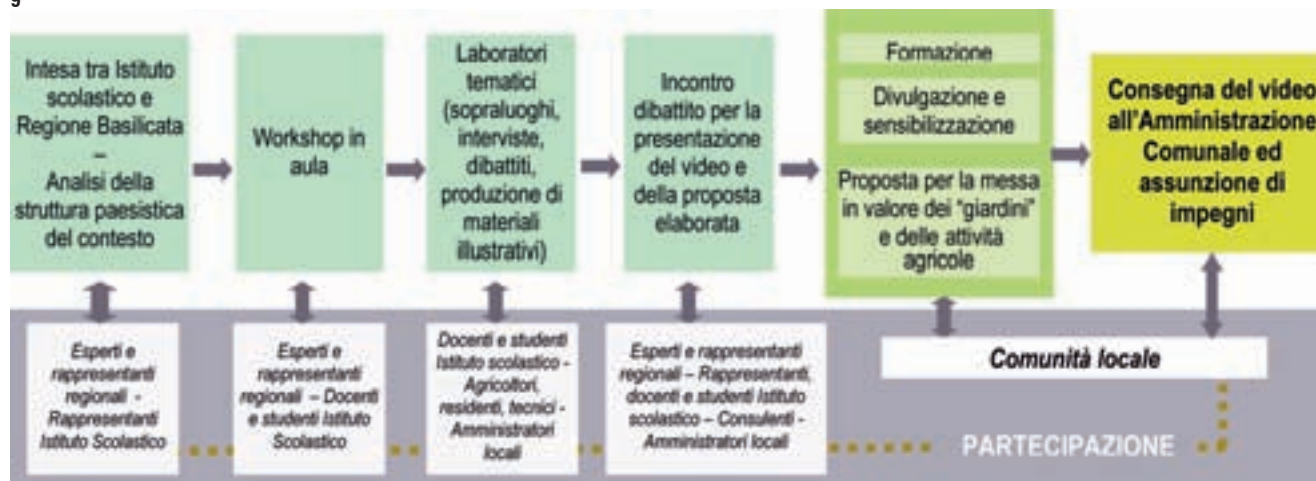 9
Intesa tra Istituto
scolastico e
Regione Basilicata
–
Analisi della
struttura paesistica
del contesto
Workshop in
aula
Laboratori
tematici
(sopraluoghi,
interviste,
dibattiti,
produzione di
materiali
illustrativi)
Incontro
dibattito per la
presentazione
del video e
della proposta
elaborata
Formazione
Divulgazione e
sensibilizzazione
Proposta per la messa
in valore dei "giardini"
e delle attività
agricole
Consegna del video
all'Amministrazione
Comunale ed
assunzione di
impegni
Esperti e
rappresentanti
regionali -
Rappresentanti
Istituto Scolastico
Esperti e
rappresentanti
regionali – Docenti
e studenti Istituto
Scolastico
Docenti e studenti
Istituto scolastico -
Agricoltori,
residenti, tecnici -
Amministratori
locali
Esperti e rappresentanti
regionali – Rappresentanti,
docenti e studenti Istituto
scolastico – Consulenti -
Amministratori locali
Comunità locale
PARTECIPAZIONE